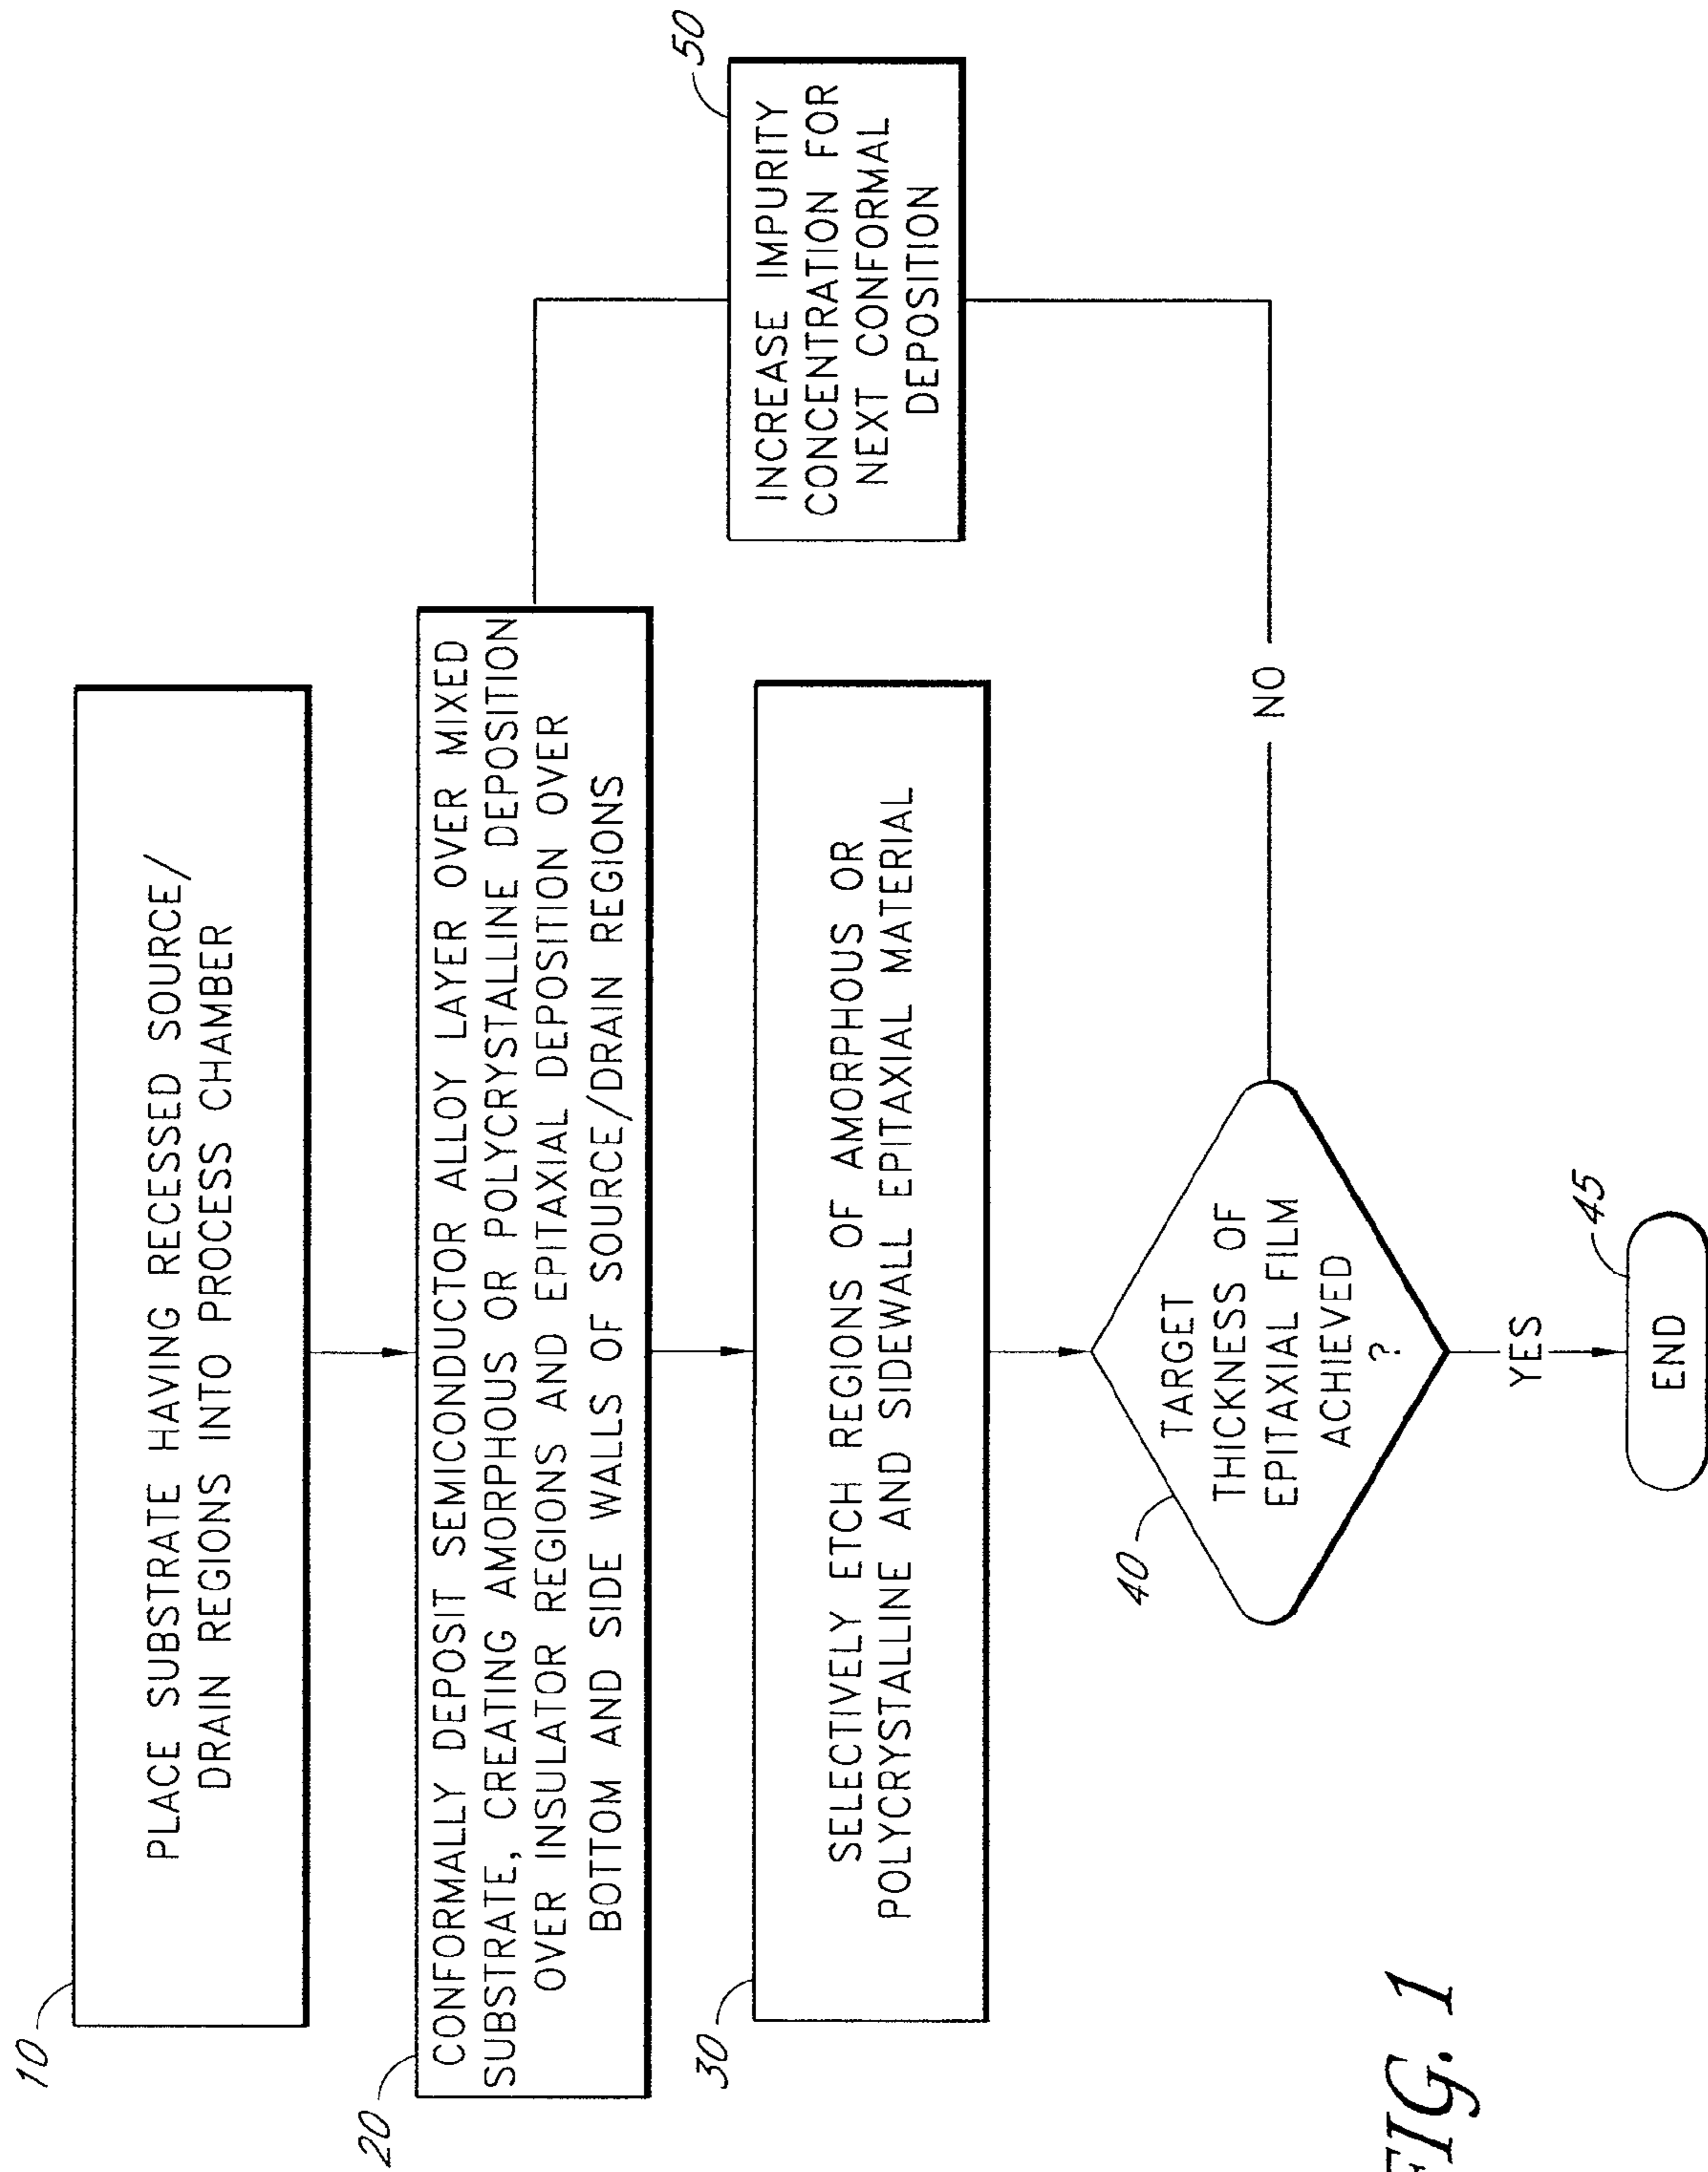 10
PLACE SUBSTRATE HAVING RECESSED SOURCE/
DRAIN REGIONS INTO PROCESS CHAMBER
20
CONFORMALLY DEPOSIT SEMICONDUCTOR ALLOY LAYER OVER MIXED
SUBSTRATE, CREATING AMORPHOUS OR POLYCRYSTALLINE DEPOSITION
OVER INSULATOR REGIONS AND EPITAXIAL DEPOSITION OVER
BOTTOM AND SIDE WALLS OF SOURCE/DRAIN REGIONS
30
SELECTIVELY ETCH REGIONS OF AMORPHOUS OR
POLYCRYSTALLINE AND SIDEWALL EPITAXIAL MATERIAL
50
INCREASE IMPURITY
CONCENTRATION FOR
NEXT CONFORMAL
DEPOSITION
40
TARGET
THICKNESS OF
EPITAXIAL FILM
ACHIEVED
?
NO
YES
45
END
FIG. 1